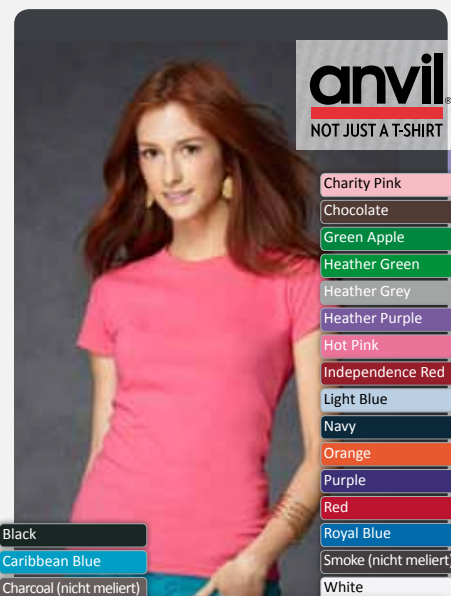 anvil®
NOT JUST A T-SHIRT
Charity Pink
Chocolate
Green Apple
Heather Green
Heather Grey
Heather Purple
Hot Pink
Independence Red
Light Blue
Navy
Orange
Purple
Red
Royal Blue
Smoke (nicht meliert)
White
Black
Caribbean Blue
Charcoal (nicht meliert)